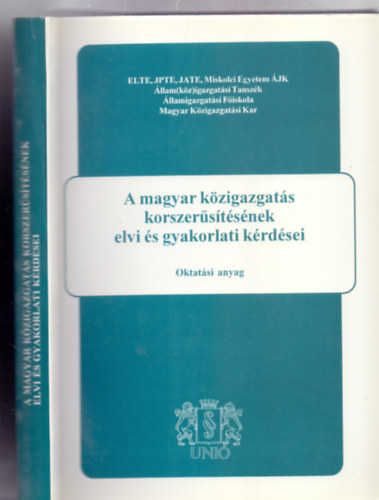 ELTE, JPTE, JATE, Miskolci Egyetem ÁJK
Állam(köz)igazgatási Tanszék
Államigazgatási Főiskola
Magyar Közigazgatási Kar
A magyar közigazgatás
korszerűsítésének
elvi és gyakorlati kérdései
Oktatási anyag
UNIÓ
A MAGYAR KÖZIGAZGATÁS KORSZERŰSÍTÉSÉNEK
ELVI ÉS GYAKORLATI KÉRDÉSEI